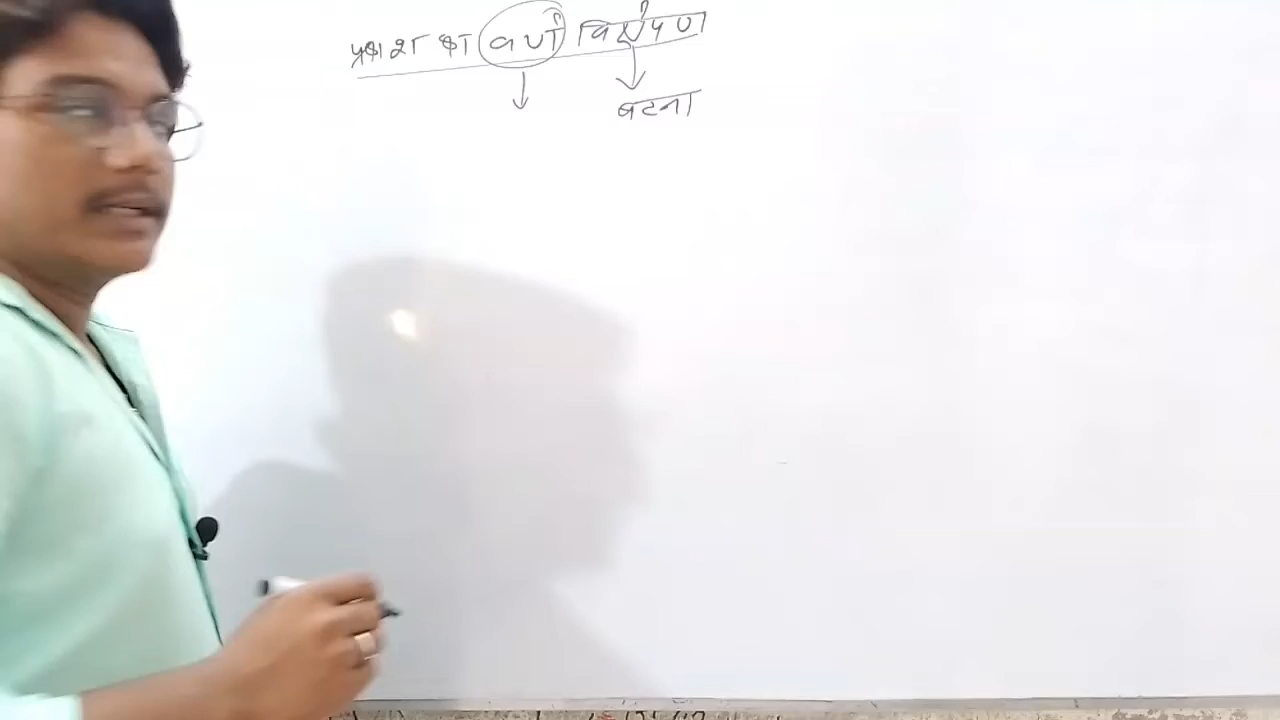 प्रकाश का वर्ण विक्षेपण
बटना